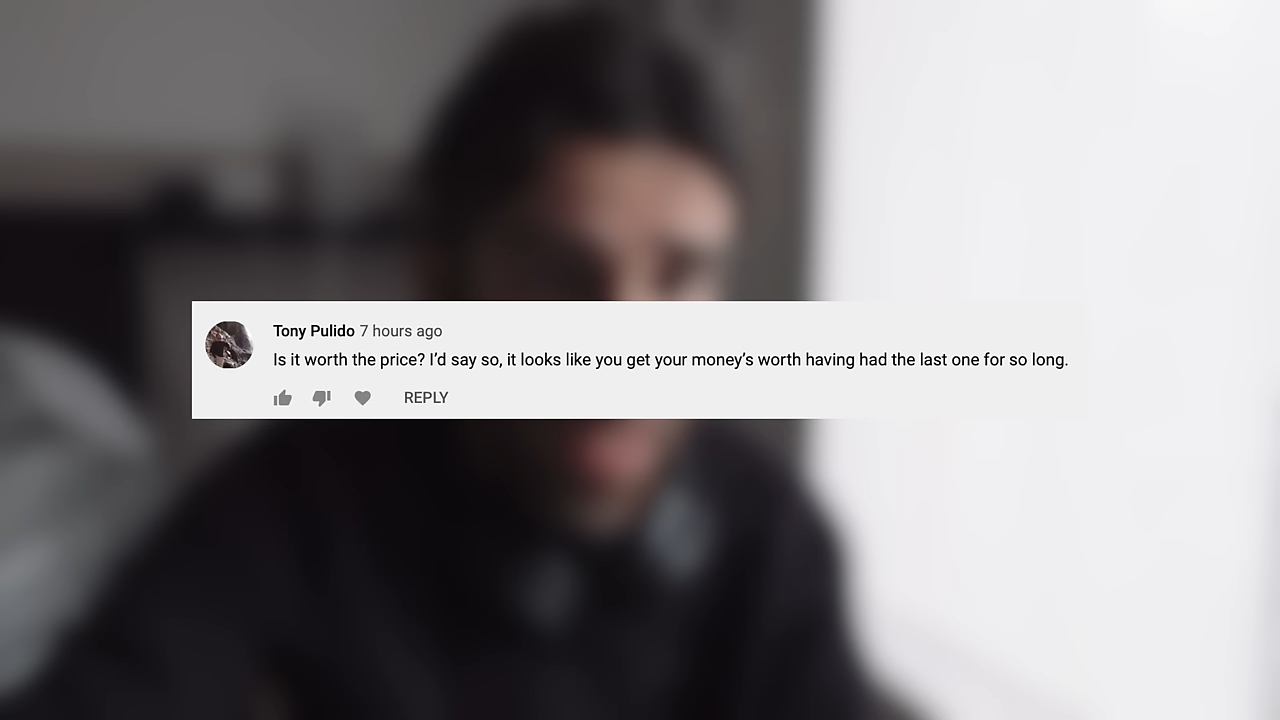 Tony Pulido 7 hours ago
Is it worth the price? I’d say so, it looks like you get your money’s worth having had the last one for so long.
REPLY